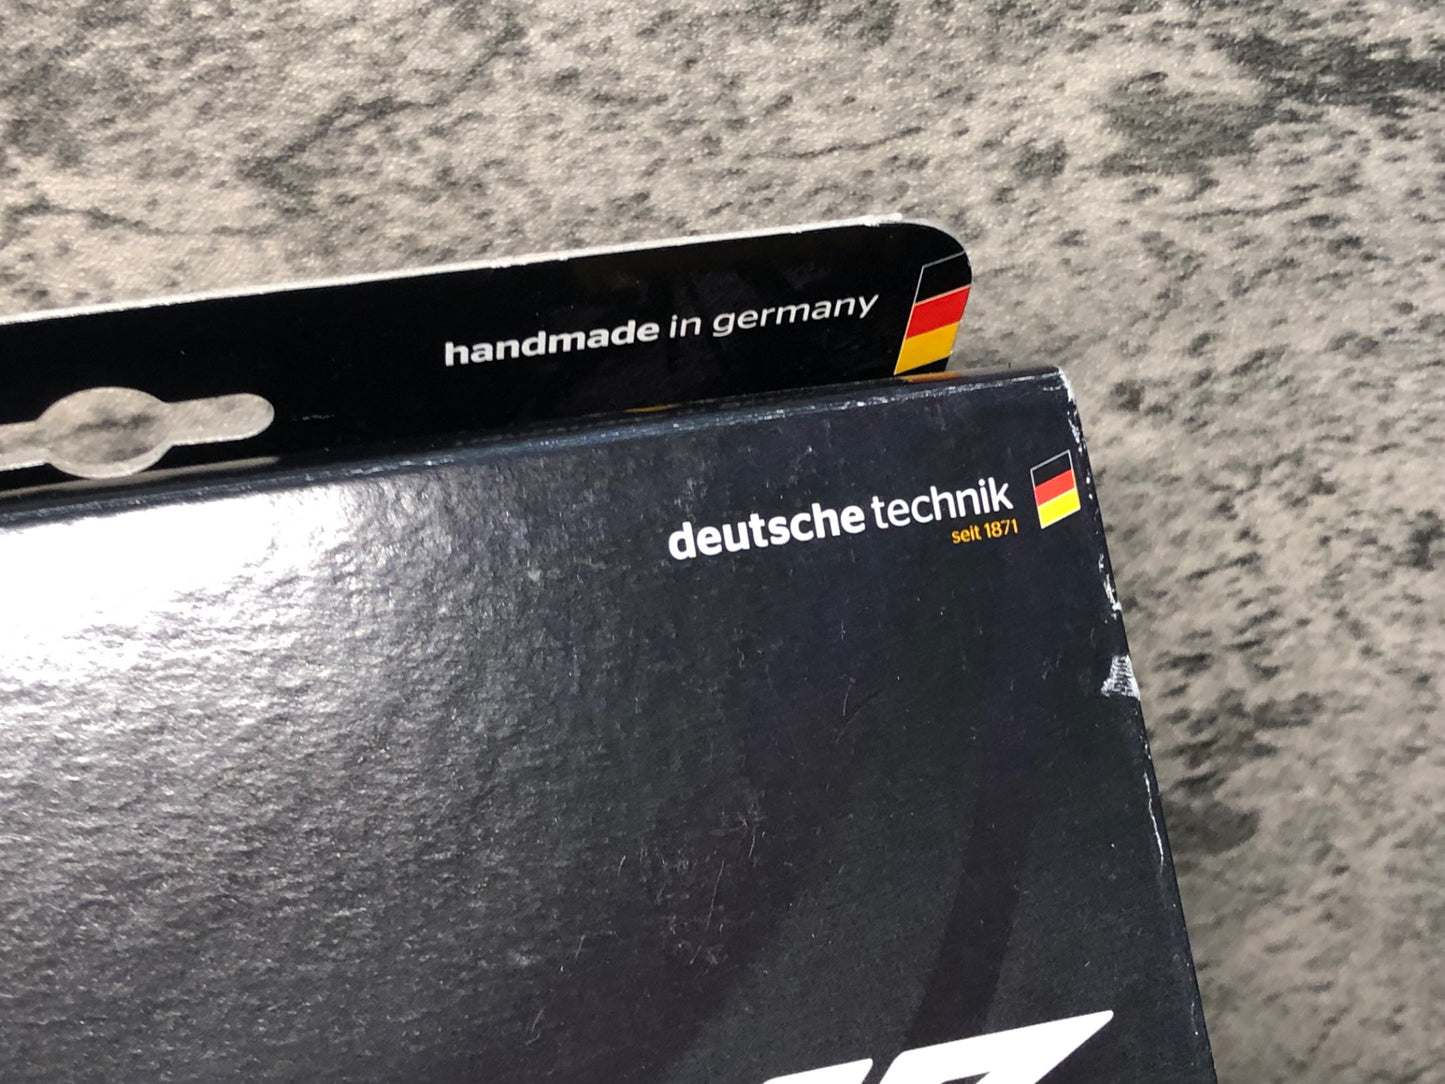 handmade in germany
deutsche technik
seit 1871